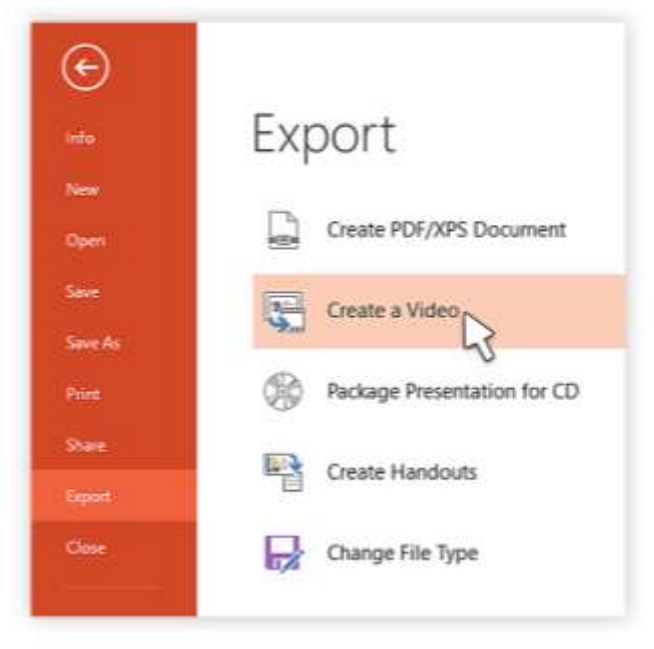 Info
New
Open
Save
Save As
Print
Share
Export
Close
Export
Create PDF/XPS Document
Create a Video
Package Presentation for CD
Create Handouts
Change File Type